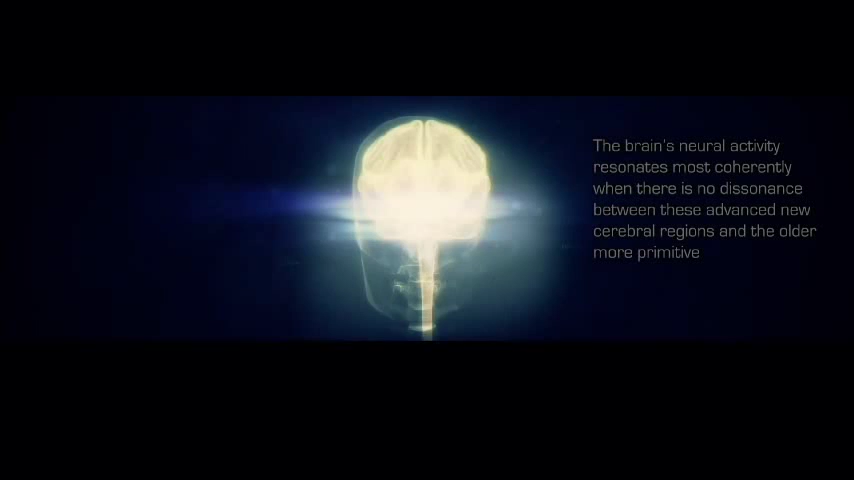 The brain's neural activity
resonates most coherently
when there is no dissonance
between these advanced new
cerebral regions and the older
more primitive